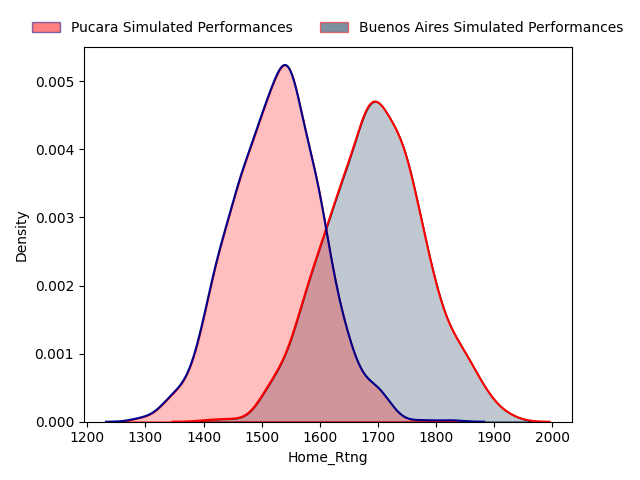 Pucara Simulated Performances
Buenos Aires Simulated Performances
0.005
0.004
0.003
0.002
0.001
0.000
Density
1200 1300 1400 1500 1600 1700 1800 1900 2000
Home_Rtng